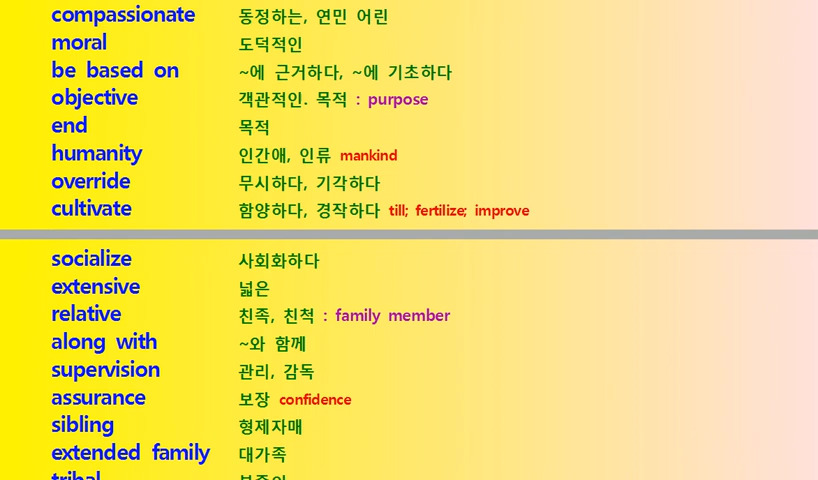 compassionate 동정하는, 연민 어린
moral 도덕적인
be based on ~에 근거하다, ~에 기초하다
objective 객관적인. 목적 : purpose
end 목적
humanity 인간애, 인류 mankind
override 무시하다, 기각하다
cultivate 함양하다, 경작하다 till; fertilize; improve
socialize 사회화하다
extensive 넓은
relative 친족, 친척 : family member
along with ~와 함께
supervision 관리, 감독
assurance 보장 confidence
sibling 형제자매
extended family 대가족
tribal